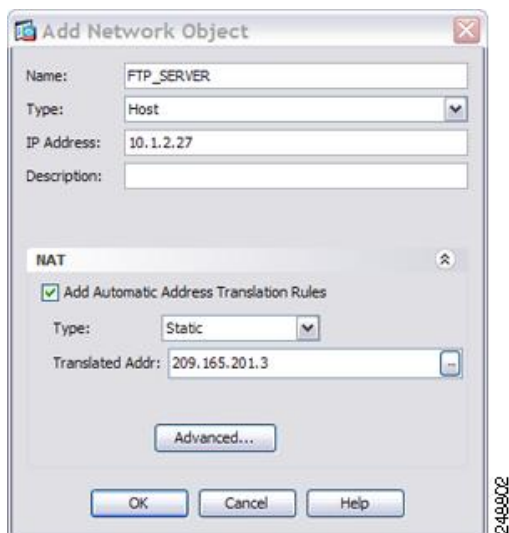 Add Network Object
Name: FTP_SERVER
Type: Host
IP Address: 10.1.2.27
Description:
NAT
Add Automatic Address Translation Rules
Type: Static
Translated Addr: 209.165.201.3 ...
Advanced...
OK Cancel Help
248802